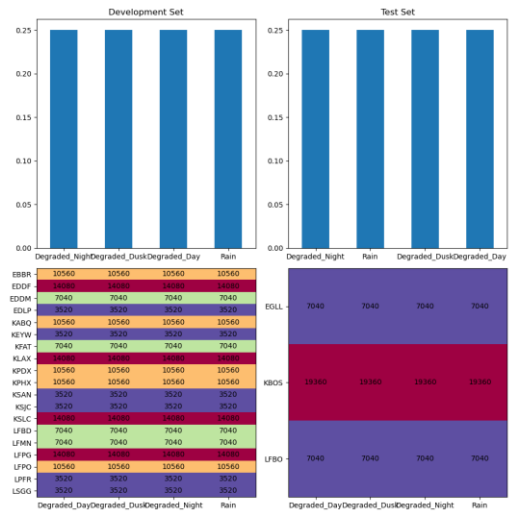 Development Set
Test Set
0.25
0.20
0.15
0.10
0.05
0.00
Degraded_Night Degraded_Dusk Degraded_Day Rain
0.25
0.20
0.15
0.10
0.05
0.00
Degraded_Night Rain Degraded_Dusk Degraded_Day
EBBR 10560 10560 10560 10560
EDDF 14080 14080 14080 14080
EDDM 7040 7040 7040 7040
EDLP 3520 3520 3520 3520
KABQ 10560 10560 10560 10560
KEYW 3520 3520 3520 3520
KFAT 7040 7040 7040 7040
KLAX 14080 14080 14080 14080
KPDX 10560 10560 10560 10560
KPHX 10560 10560 10560 10560
KSAN 3520 3520 3520 3520
KSJC 3520 3520 3520 3520
KSLC 14080 14080 14080 14080
LFBD 7040 7040 7040 7040
LFMN 7040 7040 7040 7040
LFPG 14080 14080 14080 14080
LFPO 10560 10560 10560 10560
LPFR 3520 3520 3520 3520
LSGG 3520 3520 3520 3520
Degraded_Day Degraded_Dusk Degraded_Night Rain
EGLL 7040 7040 7040 7040
KBOS 19360 19360 19360 19360
LFBO 7040 7040 7040 7040
Degraded_Day Degraded_Dusk Degraded_Night Rain